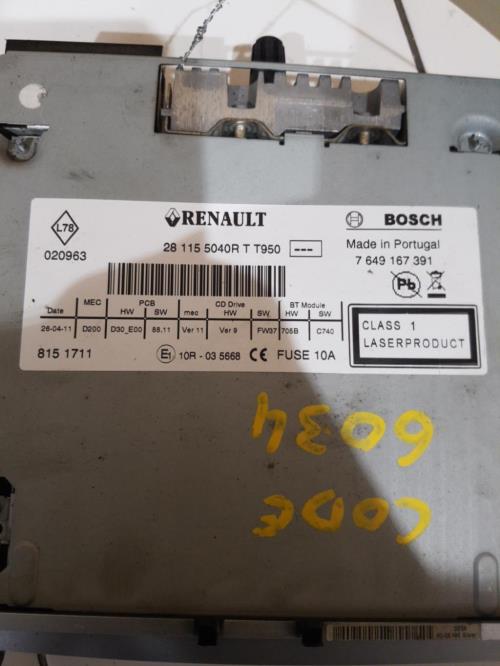 L78
020963
RENAULT
28 115 5040R T T950 ---
BOSCH
Made in Portugal
7 649 167 391
Pb
MEC PCB CD Drive BT Module
Date HW SW mec HW SW HW SW
26-04-11 D200 D30_E00 88.11 Ver 11 Ver 9 FW37 705B C740
CLASS 1
LASERPRODUCT
815 1711
E1 10R - 03 5668 CE FUSE 10A
CODE
6034